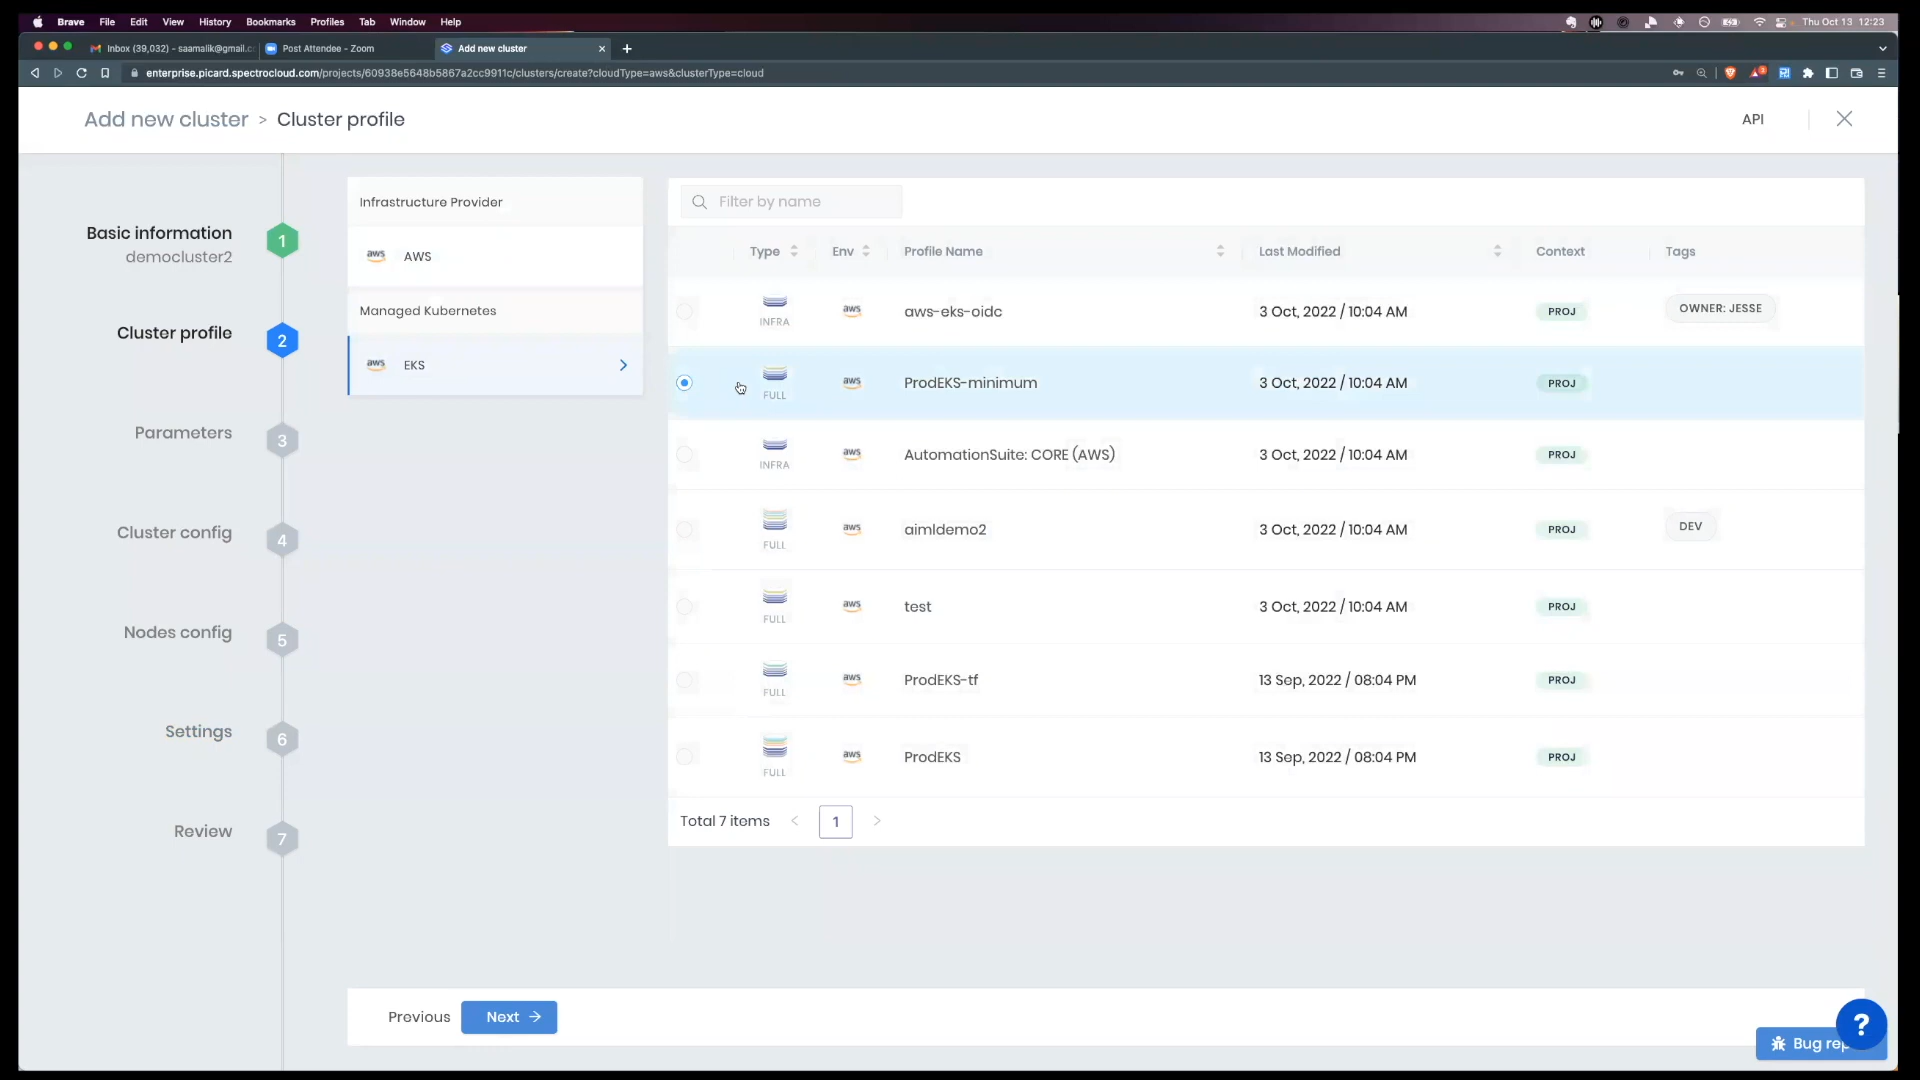 Brave File Edit View History Bookmarks Profiles Tab Window Help Thu Oct 13 12:23
Inbox (39,032) - saamalik@gmail.c Post Attendee - Zoom Add new cluster
enterprise.picard.spectrocloud.com/projects/60938e5648b5867a2cc9911c/clusters/create?cloudType=aws&clusterType=cloud
Add new cluster > Cluster profile API
Basic information
democluster2
1
Cluster profile
2
Parameters
3
Cluster config
4
Nodes config
5
Settings
6
Review
7
Infrastructure Provider
aws AWS
Managed Kubernetes
aws EKS
Filter by name
Type Env Profile Name Last Modified Context Tags
INFRA aws aws-eks-oidc 3 Oct, 2022 / 10:04 AM PROJ OWNER: JESSE
FULL aws ProdEKS-minimum 3 Oct, 2022 / 10:04 AM PROJ
INFRA aws AutomationSuite: CORE (AWS) 3 Oct, 2022 / 10:04 AM PROJ
FULL aws aimldemo2 3 Oct, 2022 / 10:04 AM PROJ DEV
FULL aws test 3 Oct, 2022 / 10:04 AM PROJ
FULL aws ProdEKS-tf 13 Sep, 2022 / 08:04 PM PROJ
FULL aws ProdEKS 13 Sep, 2022 / 08:04 PM PROJ
Total 7 items < 1 >
Previous Next →
?
Bug rep